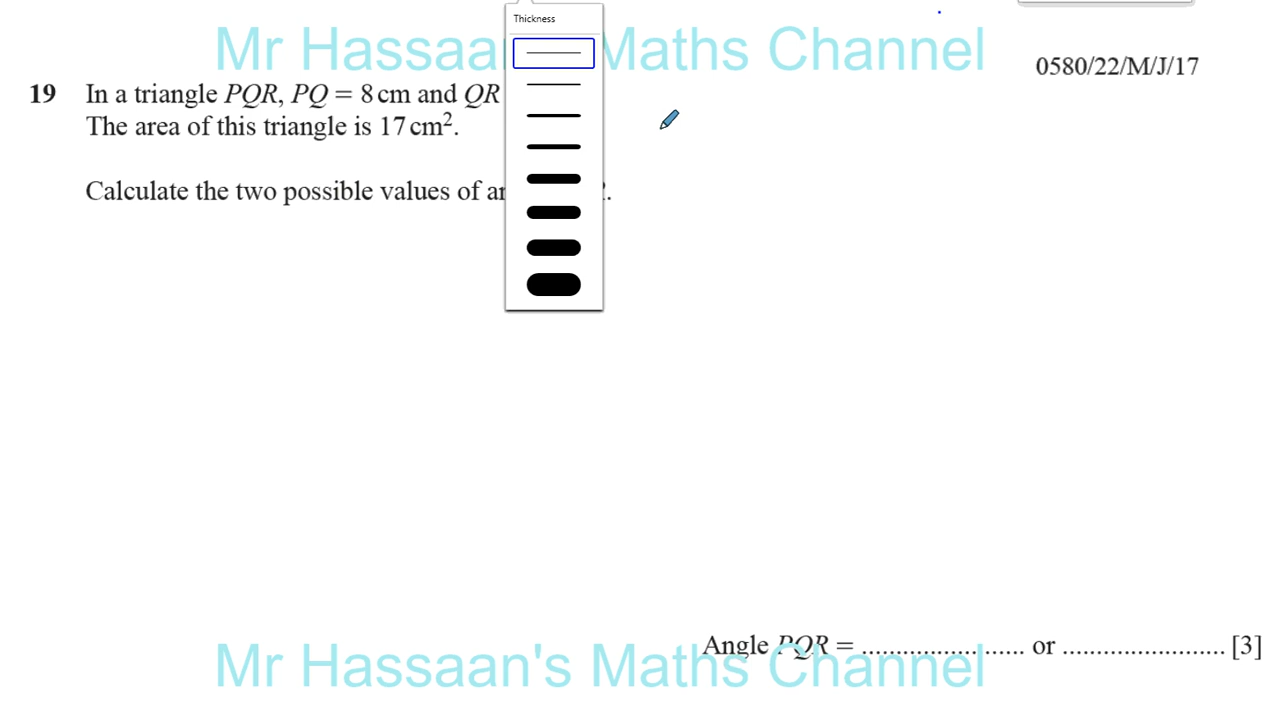 Thickness
Mr Hassaa Maths Channel
0580/22/M/J/17
19 In a triangle PQR, PQ = 8 cm and QR
The area of this triangle is 17 cm².
Calculate the two possible values of
Angle PQR = ........................ or ........................ [3]
Mr Hassaan's Maths Channel